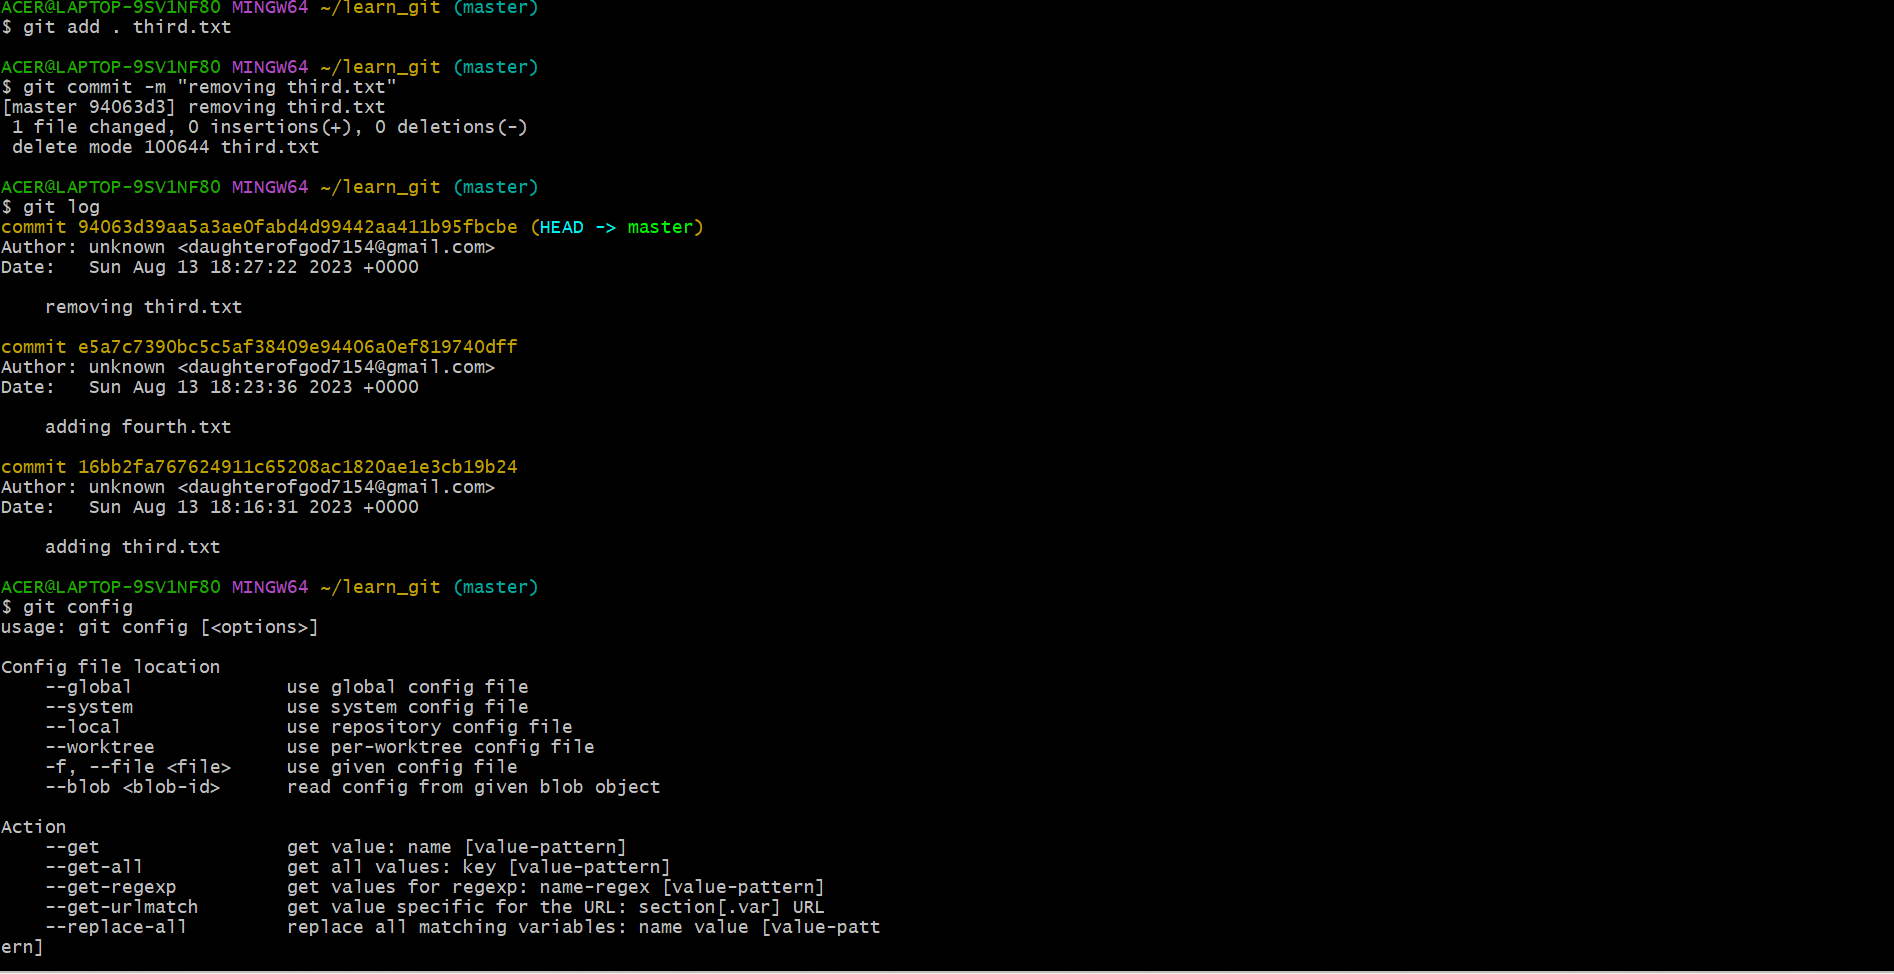 ACER@LAPTOP-9SV1NF80 MINGW64 ~/learn_git (master)
$ git add . third.txt

ACER@LAPTOP-9SV1NF80 MINGW64 ~/learn_git (master)
$ git commit -m "removing third.txt"
[master 94063d3] removing third.txt
 1 file changed, 0 insertions(+), 0 deletions(-)
 delete mode 100644 third.txt

ACER@LAPTOP-9SV1NF80 MINGW64 ~/learn_git (master)
$ git log
commit 94063d39aa5a3ae0fabd4d99442aa411b95fbcbe (HEAD -> master)
Author: unknown <daughterofgod7154@gmail.com>
Date:   Sun Aug 13 18:27:22 2023 +0000

    removing third.txt

commit e5a7c7390bc5c5af38409e94406a0ef819740dff
Author: unknown <daughterofgod7154@gmail.com>
Date:   Sun Aug 13 18:23:36 2023 +0000

    adding fourth.txt

commit 16bb2fa767624911c65208ac1820ae1e3cb19b24
Author: unknown <daughterofgod7154@gmail.com>
Date:   Sun Aug 13 18:16:31 2023 +0000

    adding third.txt

ACER@LAPTOP-9SV1NF80 MINGW64 ~/learn_git (master)
$ git config
usage: git config [<options>]

Config file location
    --global              use global config file
    --system              use system config file
    --local               use repository config file
    --worktree            use per-worktree config file
    -f, --file <file>     use given config file
    --blob <blob-id>      read config from given blob object

Action
    --get                 get value: name [value-pattern]
    --get-all             get all values: key [value-pattern]
    --get-regexp          get values for regexp: name-regex [value-pattern]
    --get-urlmatch        get value specific for the URL: section[.var] URL
    --replace-all         replace all matching variables: name value [value-patt
ern]